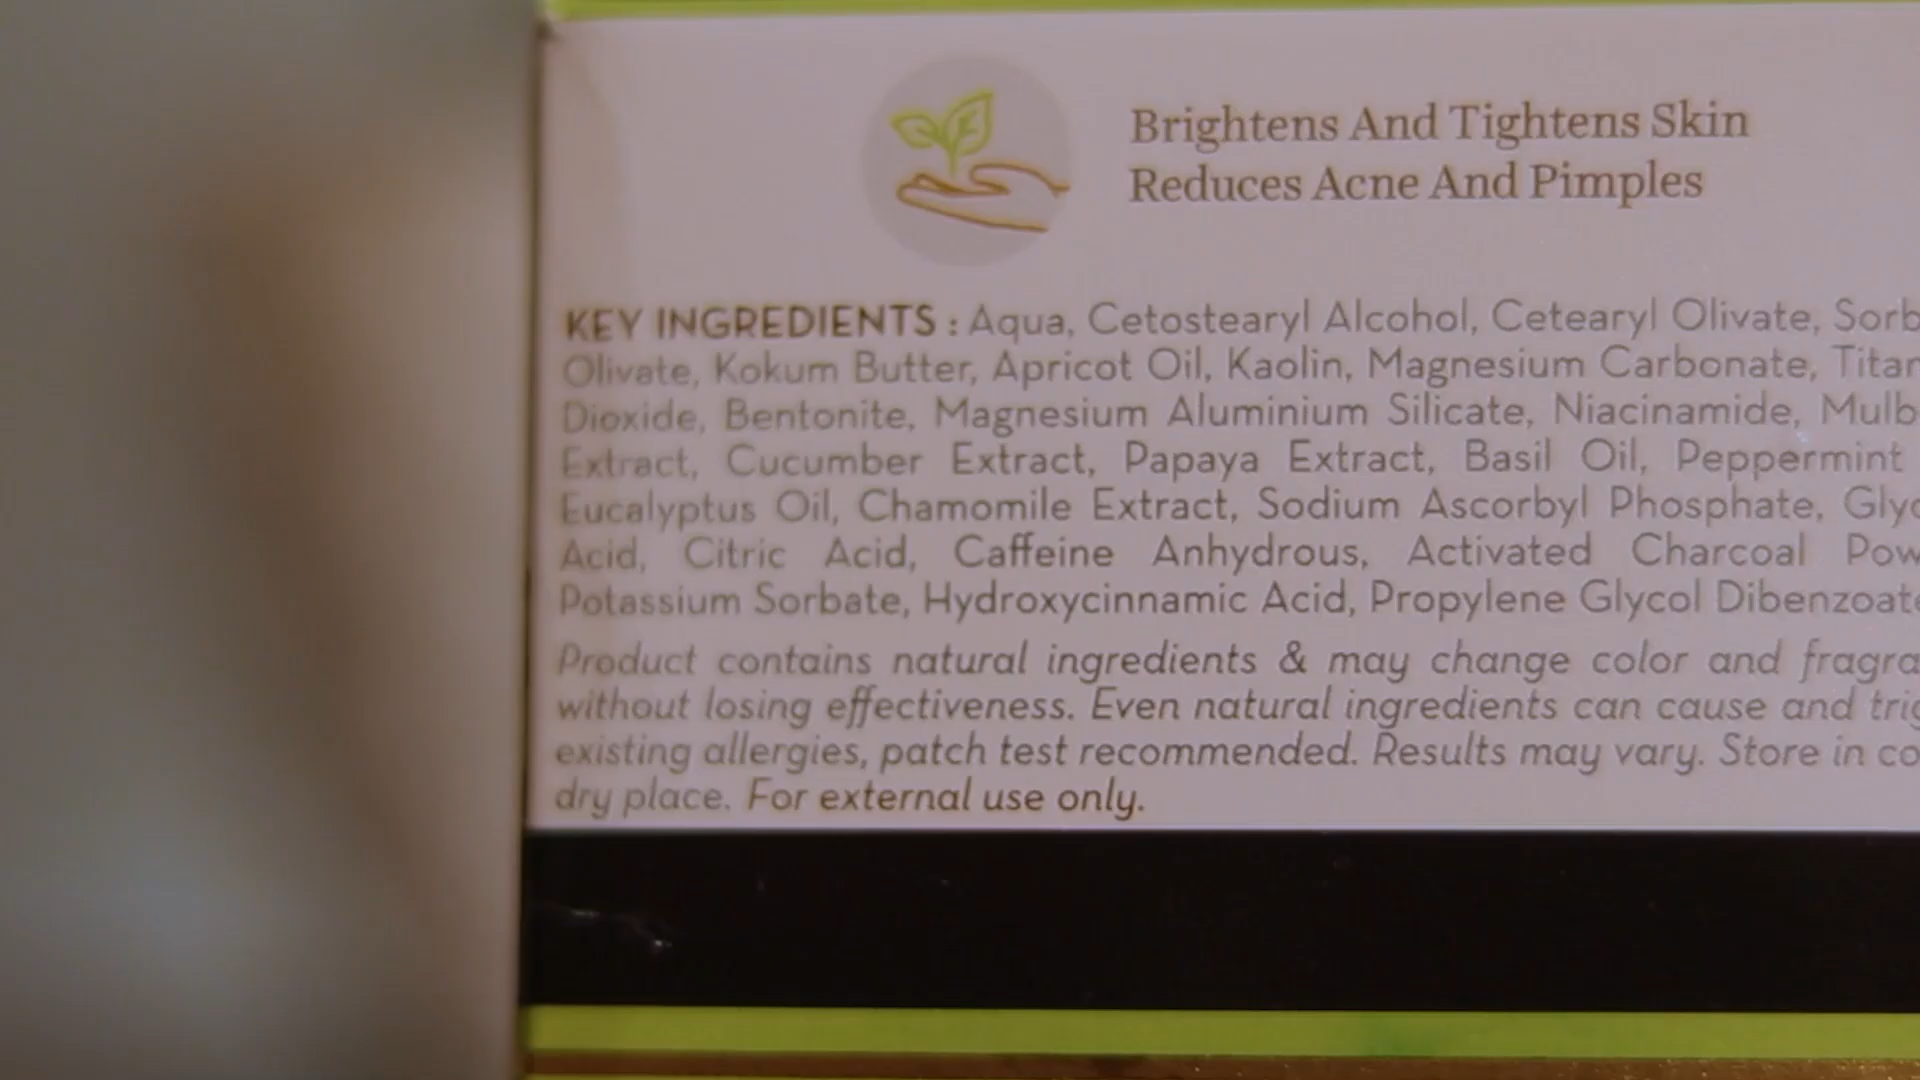 Brightens And Tightens Skin
Reduces Acne And Pimples
KEY INGREDIENTS : Aqua, Cetostearyl Alcohol, Cetearyl Olivate,
Olivate, Kokum Butter, Apricot Oil, Kaolin, Magnesium Carbonate,
Dioxide, Bentonite, Magnesium Aluminium Silicate, Niacinamide,
Extract, Cucumber Extract, Papaya Extract, Basil Oil, Peppermint
Eucalyptus Oil, Chamomile Extract, Sodium Ascorbyl Phosphate,
Acid, Citric Acid, Caffeine Anhydrous, Activated Charcoal
Potassium Sorbate, Hydroxycinnamic Acid, Propylene Glycol Dibenzoate
Product contains natural ingredients & may change color and
without losing effectiveness. Even natural ingredients can cause and
existing allergies, patch test recommended. Results may vary. Store in
dry place. For external use only.